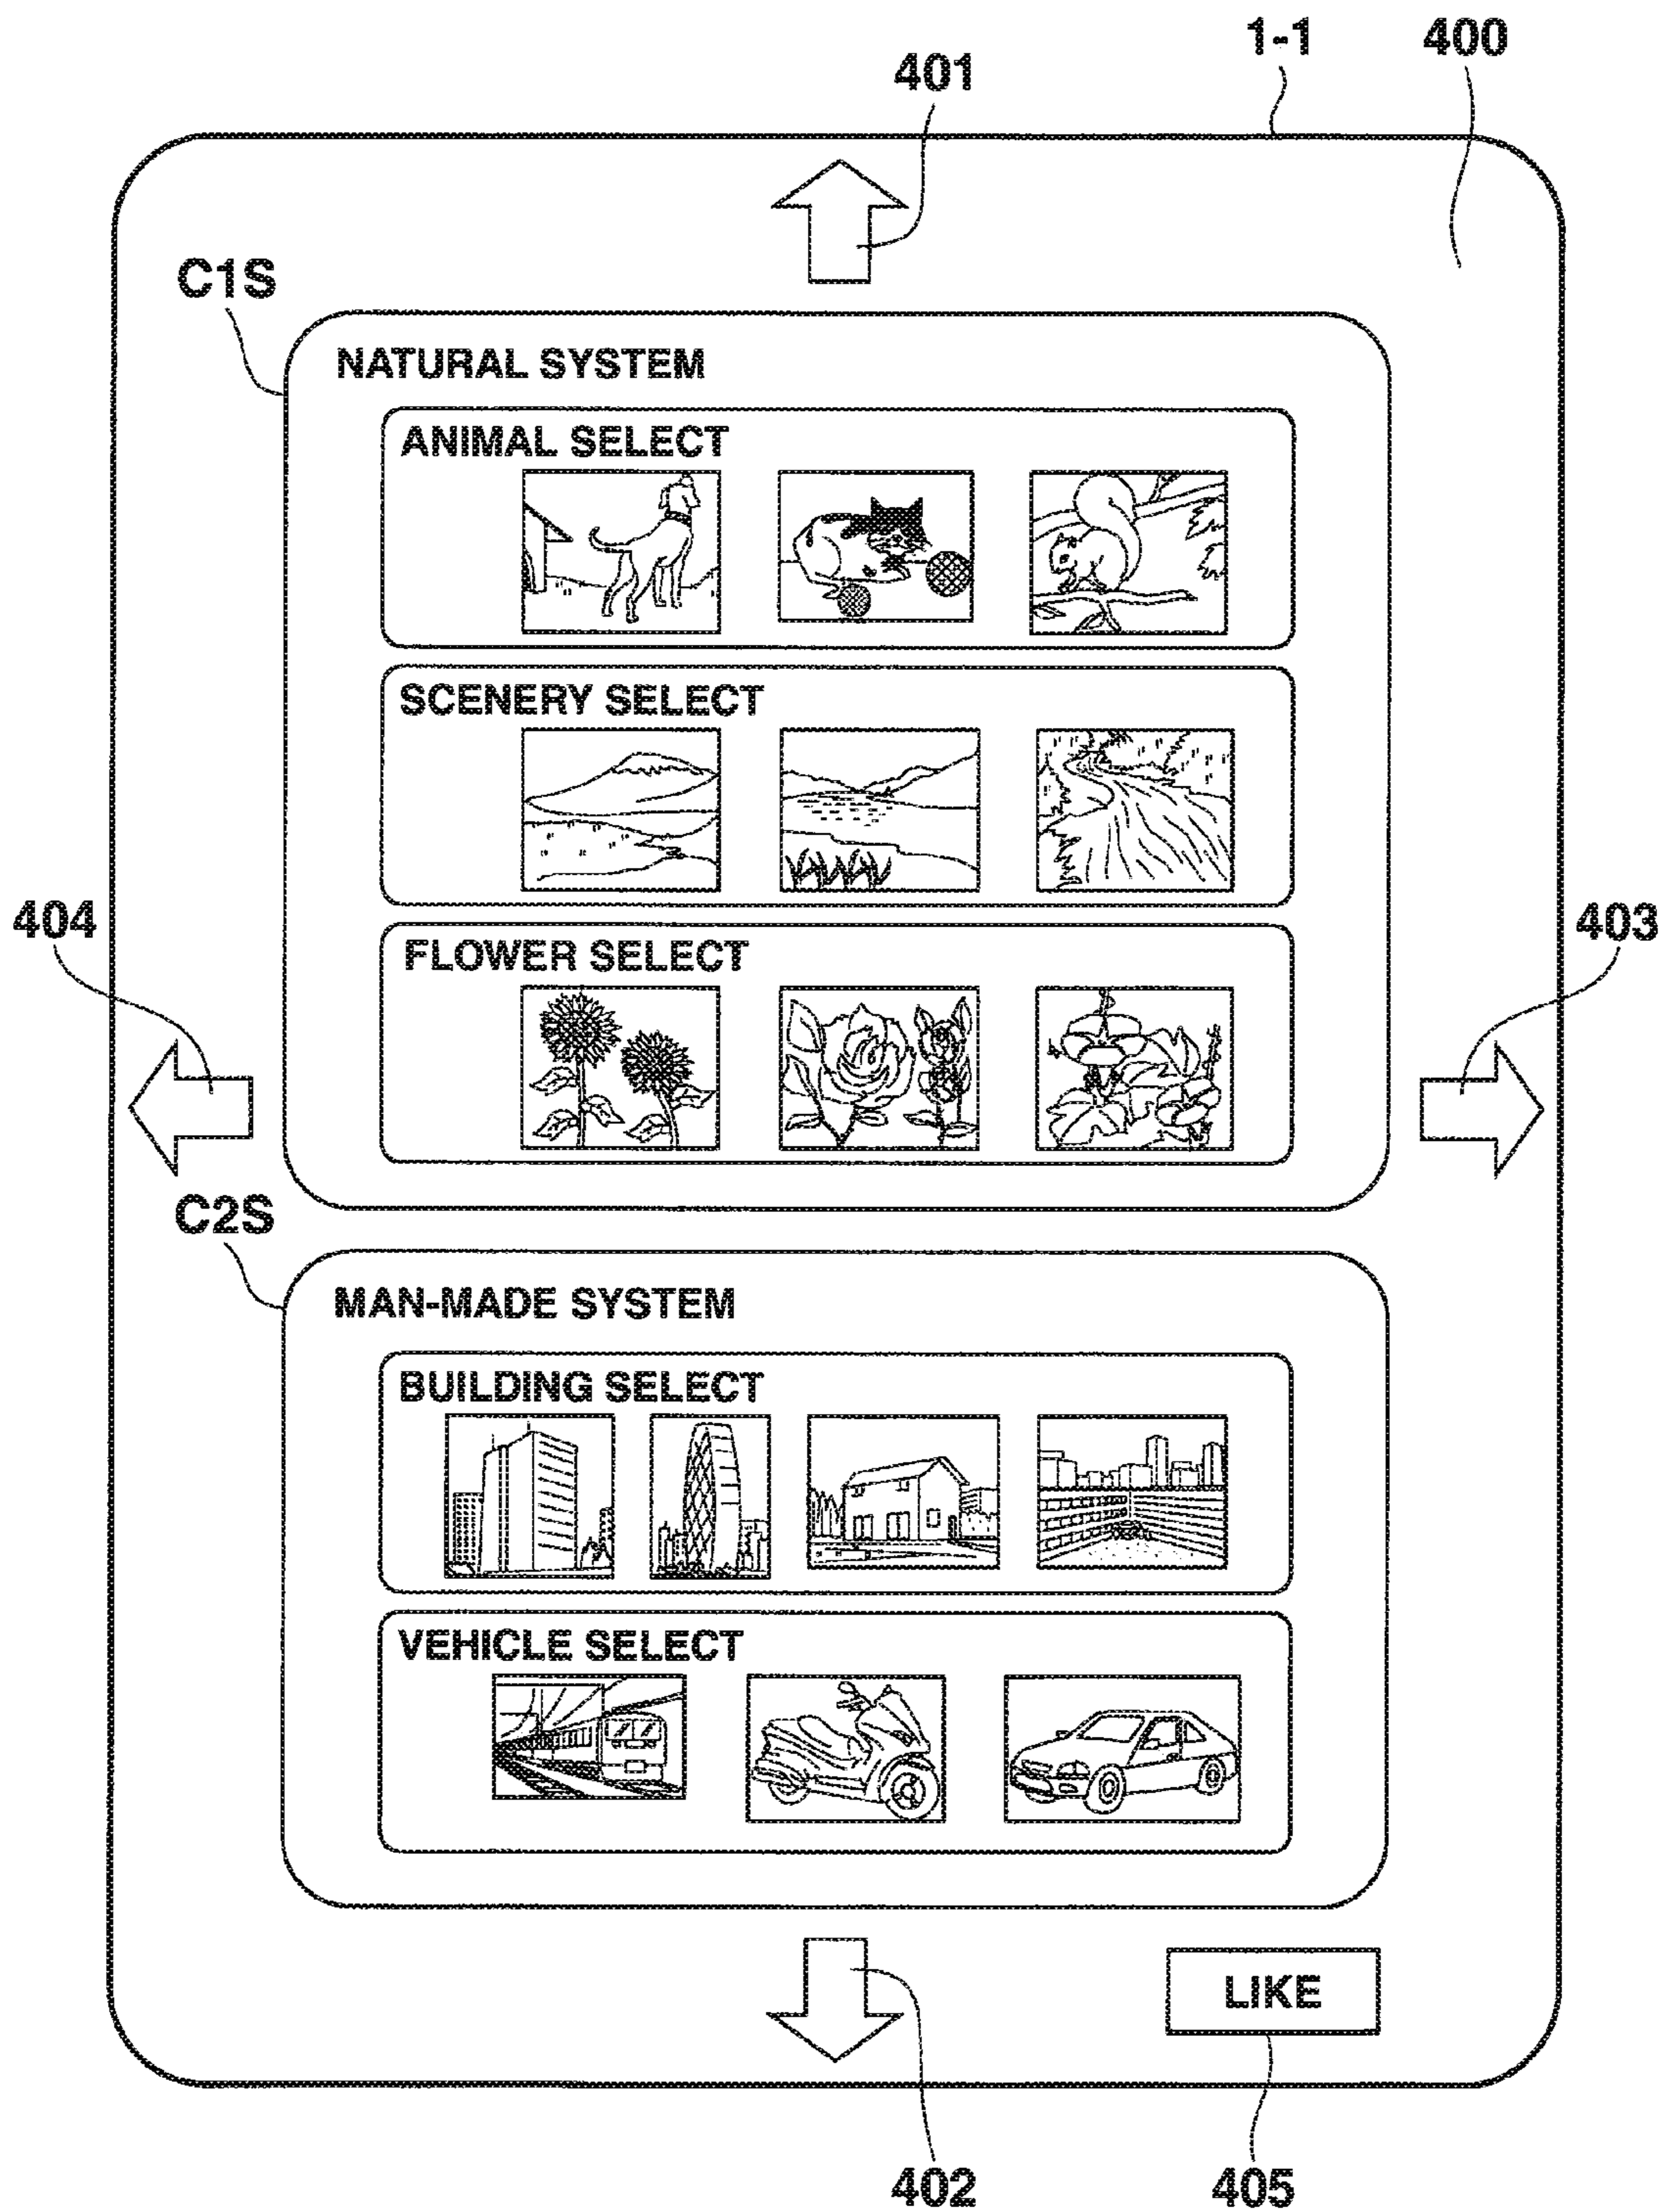 1-1
400
401
C1S
NATURAL SYSTEM
ANIMAL SELECT
SCENERY SELECT
404
403
FLOWER SELECT
C2S
MAN-MADE SYSTEM
BUILDING SELECT
VEHICLE SELECT
LIKE
402
405